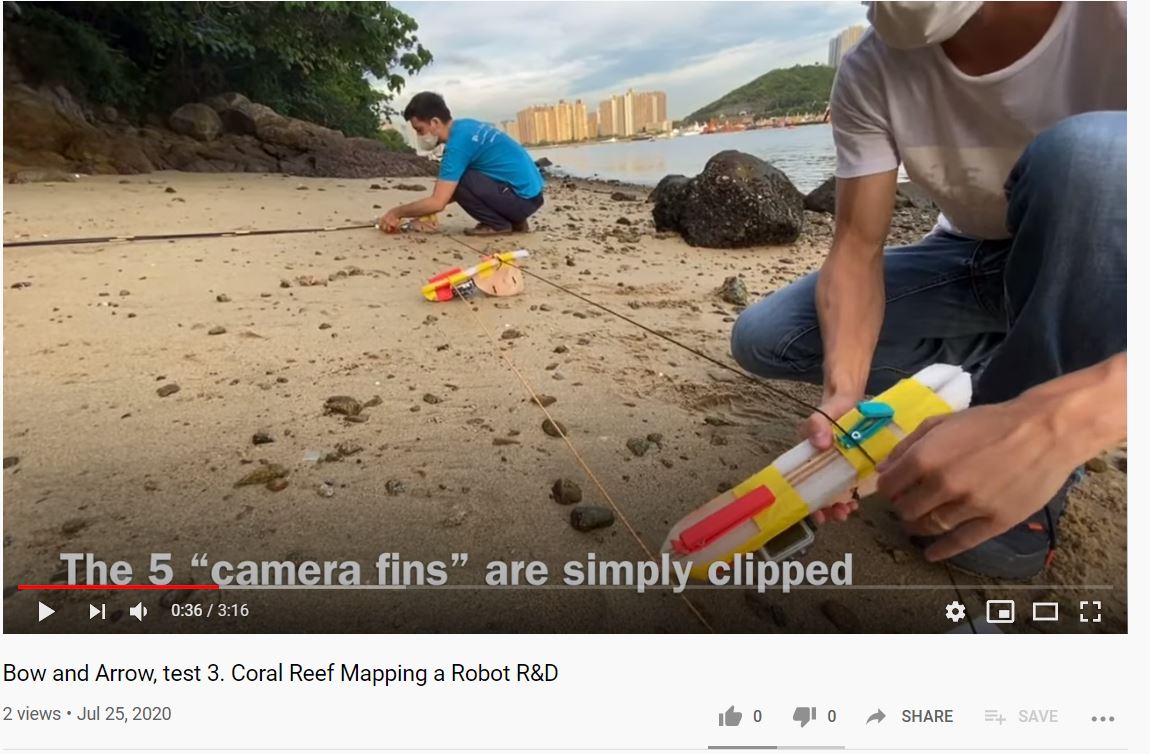 The 5 “camera fins” are simply clipped
0:36 / 3:16
Bow and Arrow, test 3. Coral Reef Mapping a Robot R&D
2 views • Jul 25, 2020
0
0
SHARE
SAVE